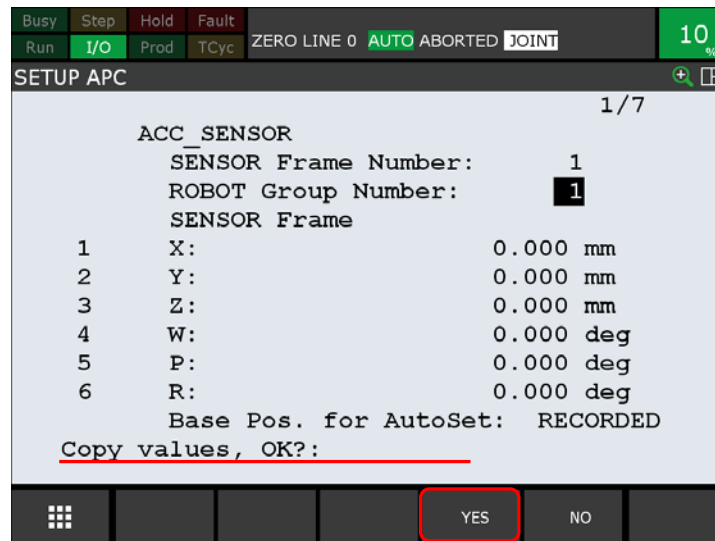 Busy Step Hold Fault
Run I/O Prod TCyc ZERO LINE 0 AUTO ABORTED JOINT 10 %
SETUP APC
1/7
ACC_SENSOR
SENSOR Frame Number: 1
ROBOT Group Number: 1
SENSOR Frame
1 X: 0.000 mm
2 Y: 0.000 mm
3 Z: 0.000 mm
4 W: 0.000 deg
5 P: 0.000 deg
6 R: 0.000 deg
Base Pos. for AutoSet: RECORDED
Copy values, OK?:
YES NO